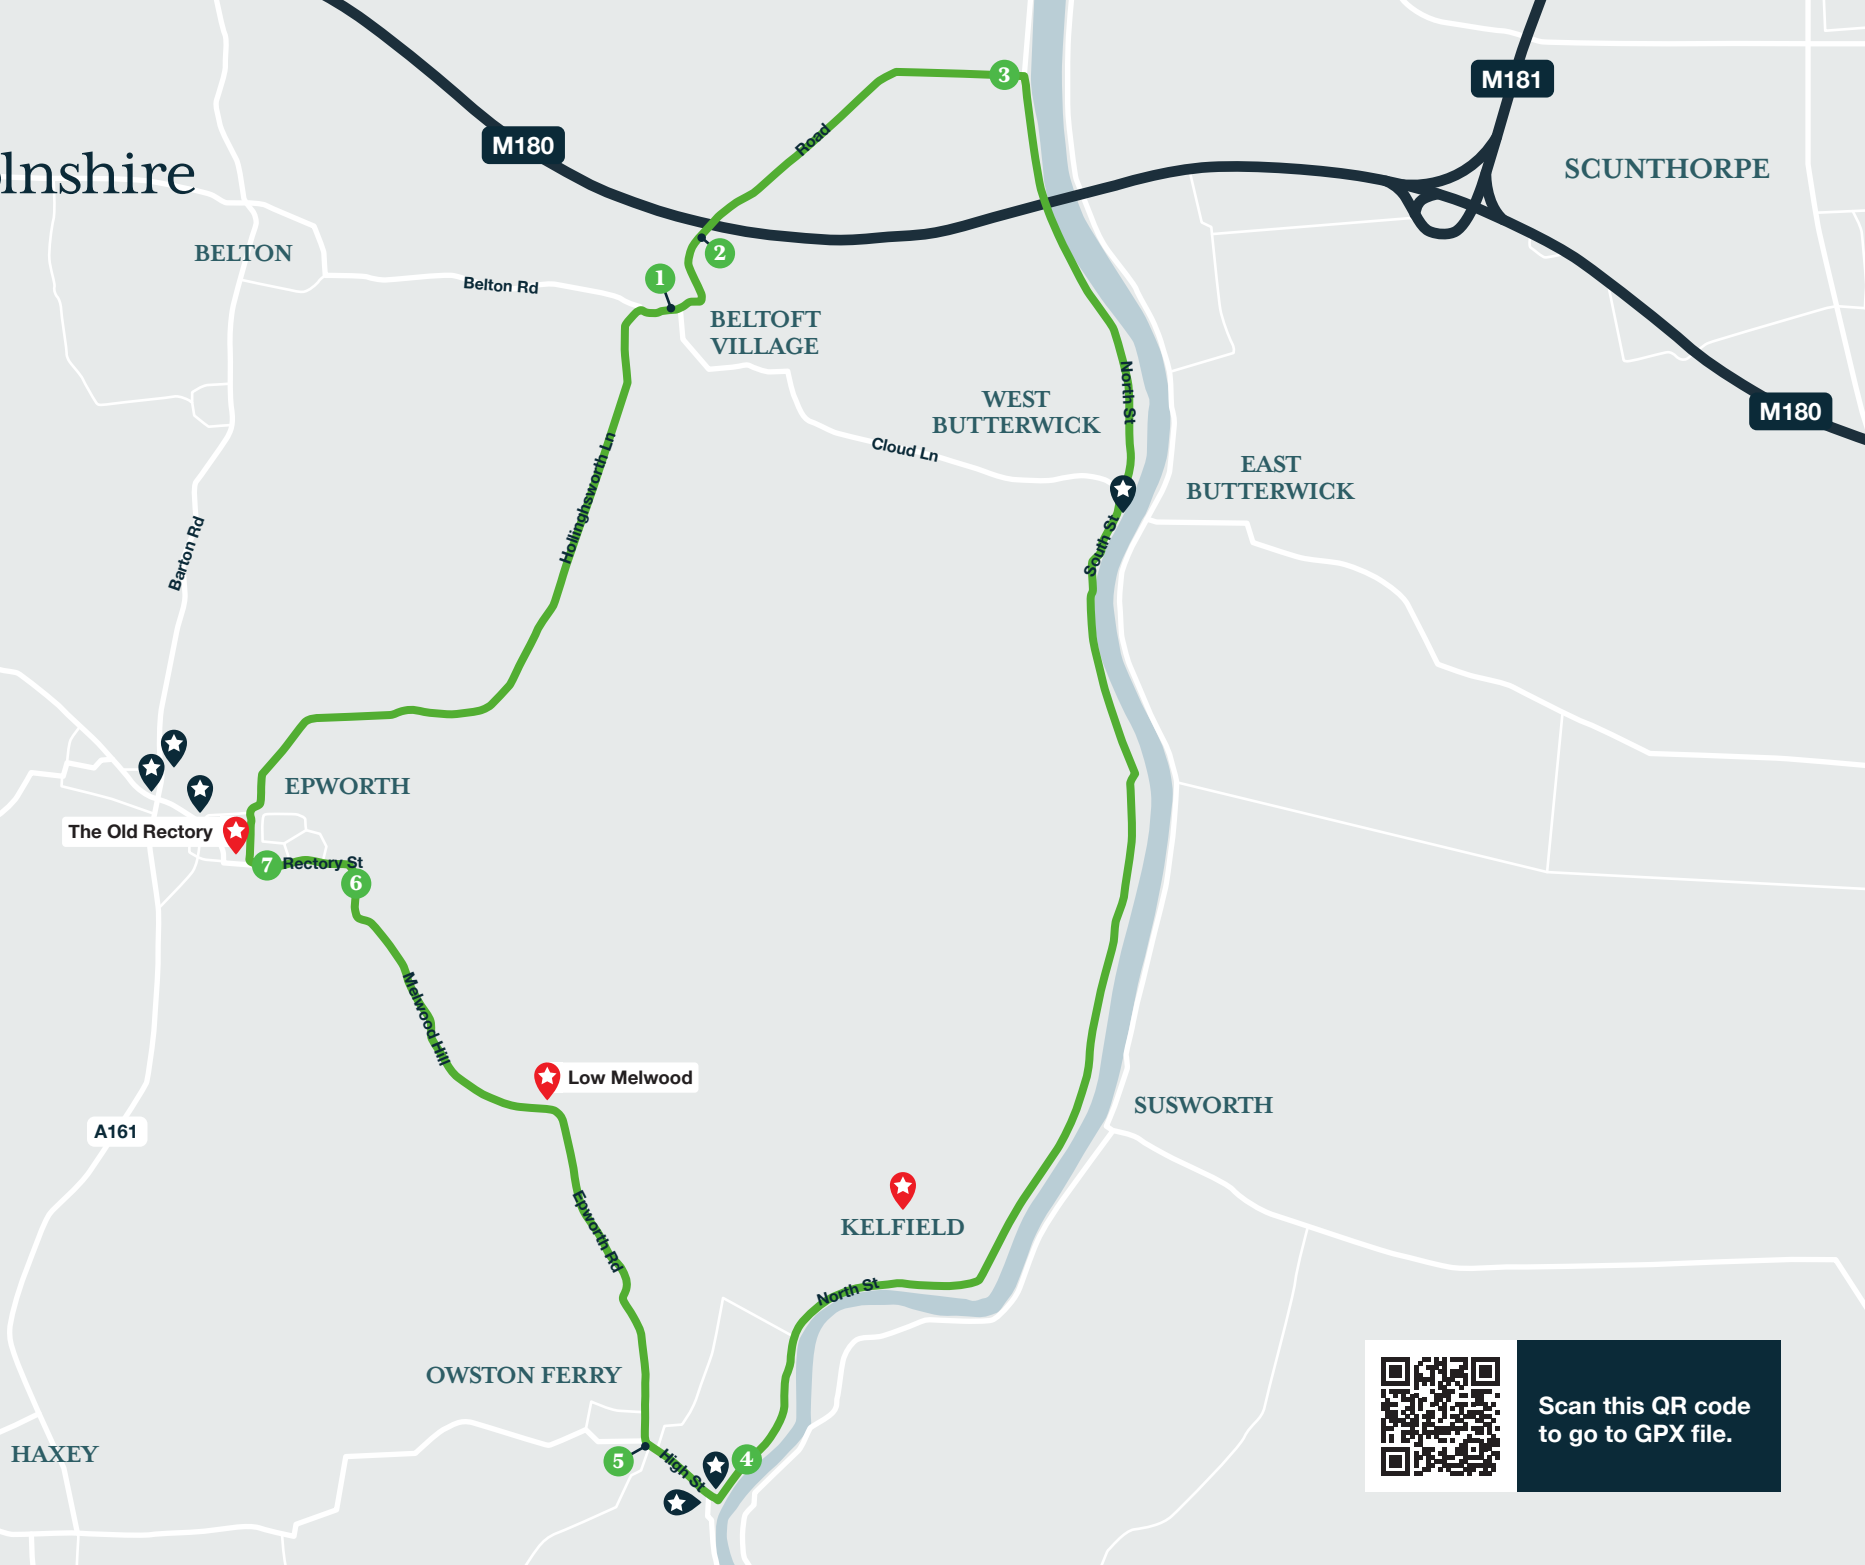 M181
M180
3
Road
SCUNTHORPE
lnshire
BELTON
2
1
Belton Rd
BELTOFT
VILLAGE
North St
WEST
BUTTERWICK
M180
Cloud Ln
EAST
BUTTERWICK
Hollinghsworth Ln
South St
Barton Rd
EPWORTH
The Old Rectory
7
Rectory St
6
Melwood Hill
Low Melwood
SUSWORTH
A161
KELFIELD
Epworth Rd
North St
OWSTON FERRY
HAXEY
5
High St
4
Scan this QR code
to go to GPX file.